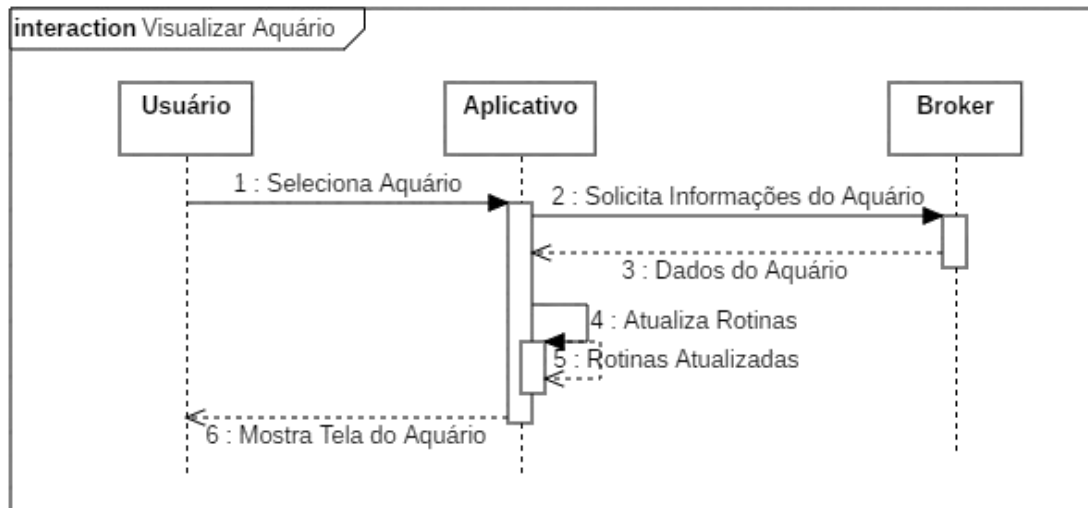 interaction Visualizar Aquário
Usuário
Aplicativo
Broker
1 : Seleciona Aquário
2 : Solicita Informações do Aquário
3 : Dados do Aquário
4 : Atualiza Rotinas
5 : Rotinas Atualizadas
6 : Mostra Tela do Aquário